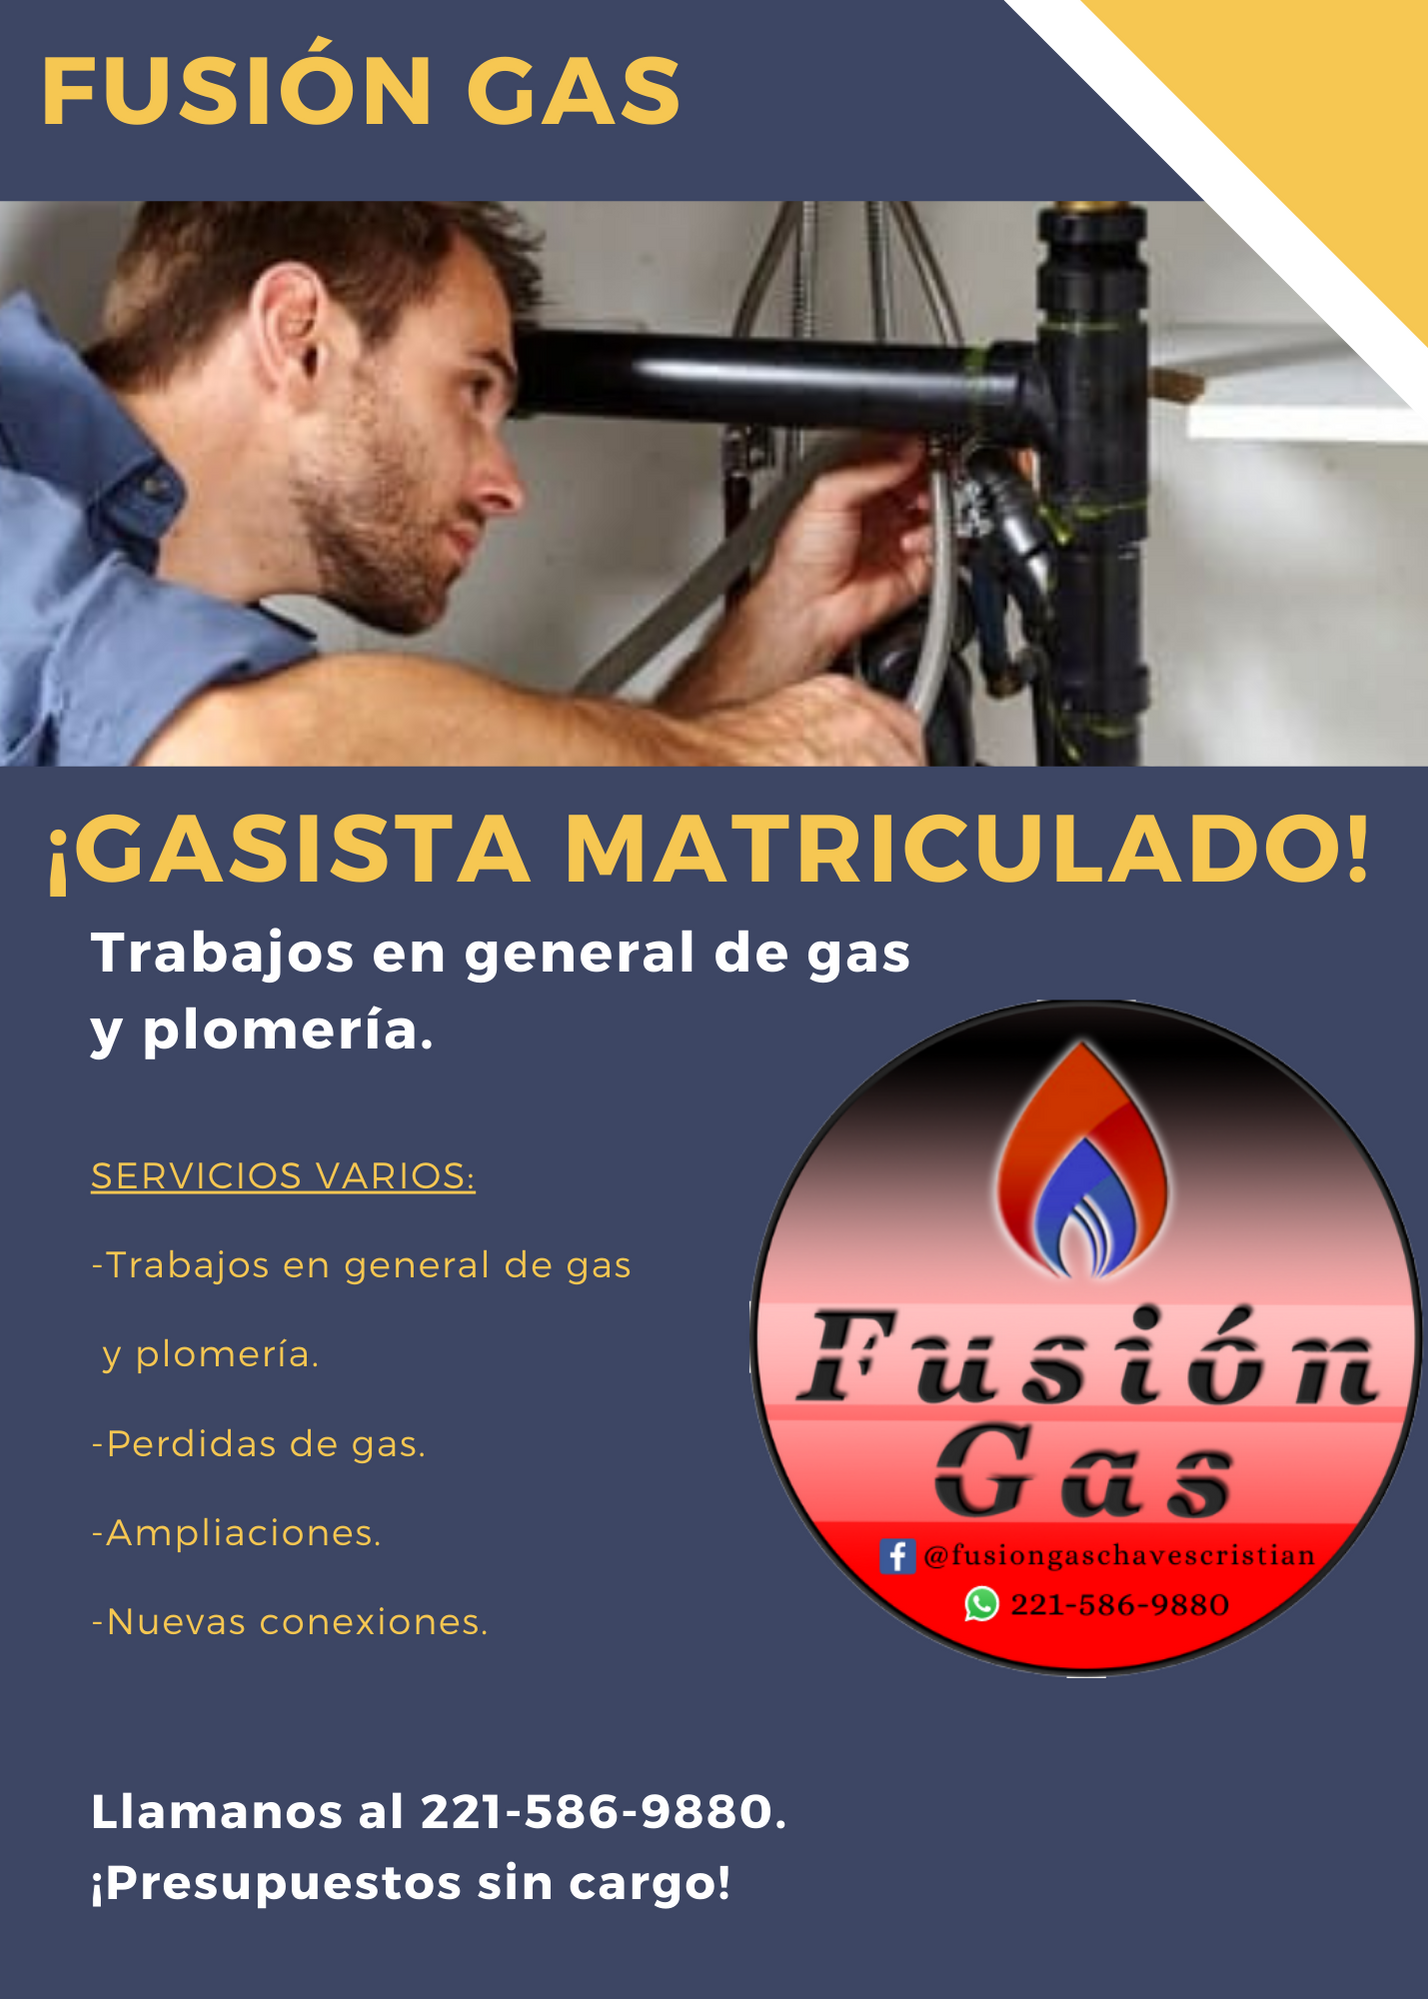 FUSIÓN GAS
¡GASISTA MATRICULADO!
Trabajos en general de gas
y plomería.
SERVICIOS VARIOS:
-Trabajos en general de gas
y plomería.
-Perdidas de gas.
-Ampliaciones.
-Nuevas conexiones.
Fusión
Gas
@fusiongaschavescristian
221-586-9880
Llamanos al 221-586-9880.
¡Presupuestos sin cargo!